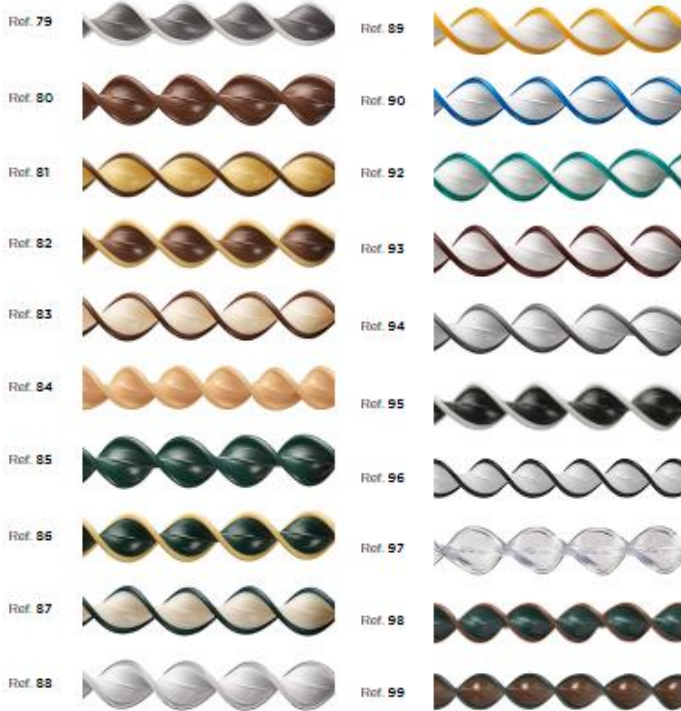 Ref. 79
Ref. 80
Ref. 81
Ref. 82
Ref. 83
Ref. 84
Ref. 85
Ref. 86
Ref. 87
Ref. 88
Ref. 89
Ref. 90
Ref. 92
Ref. 93
Ref. 94
Ref. 95
Ref. 96
Ref. 97
Ref. 98
Ref. 99